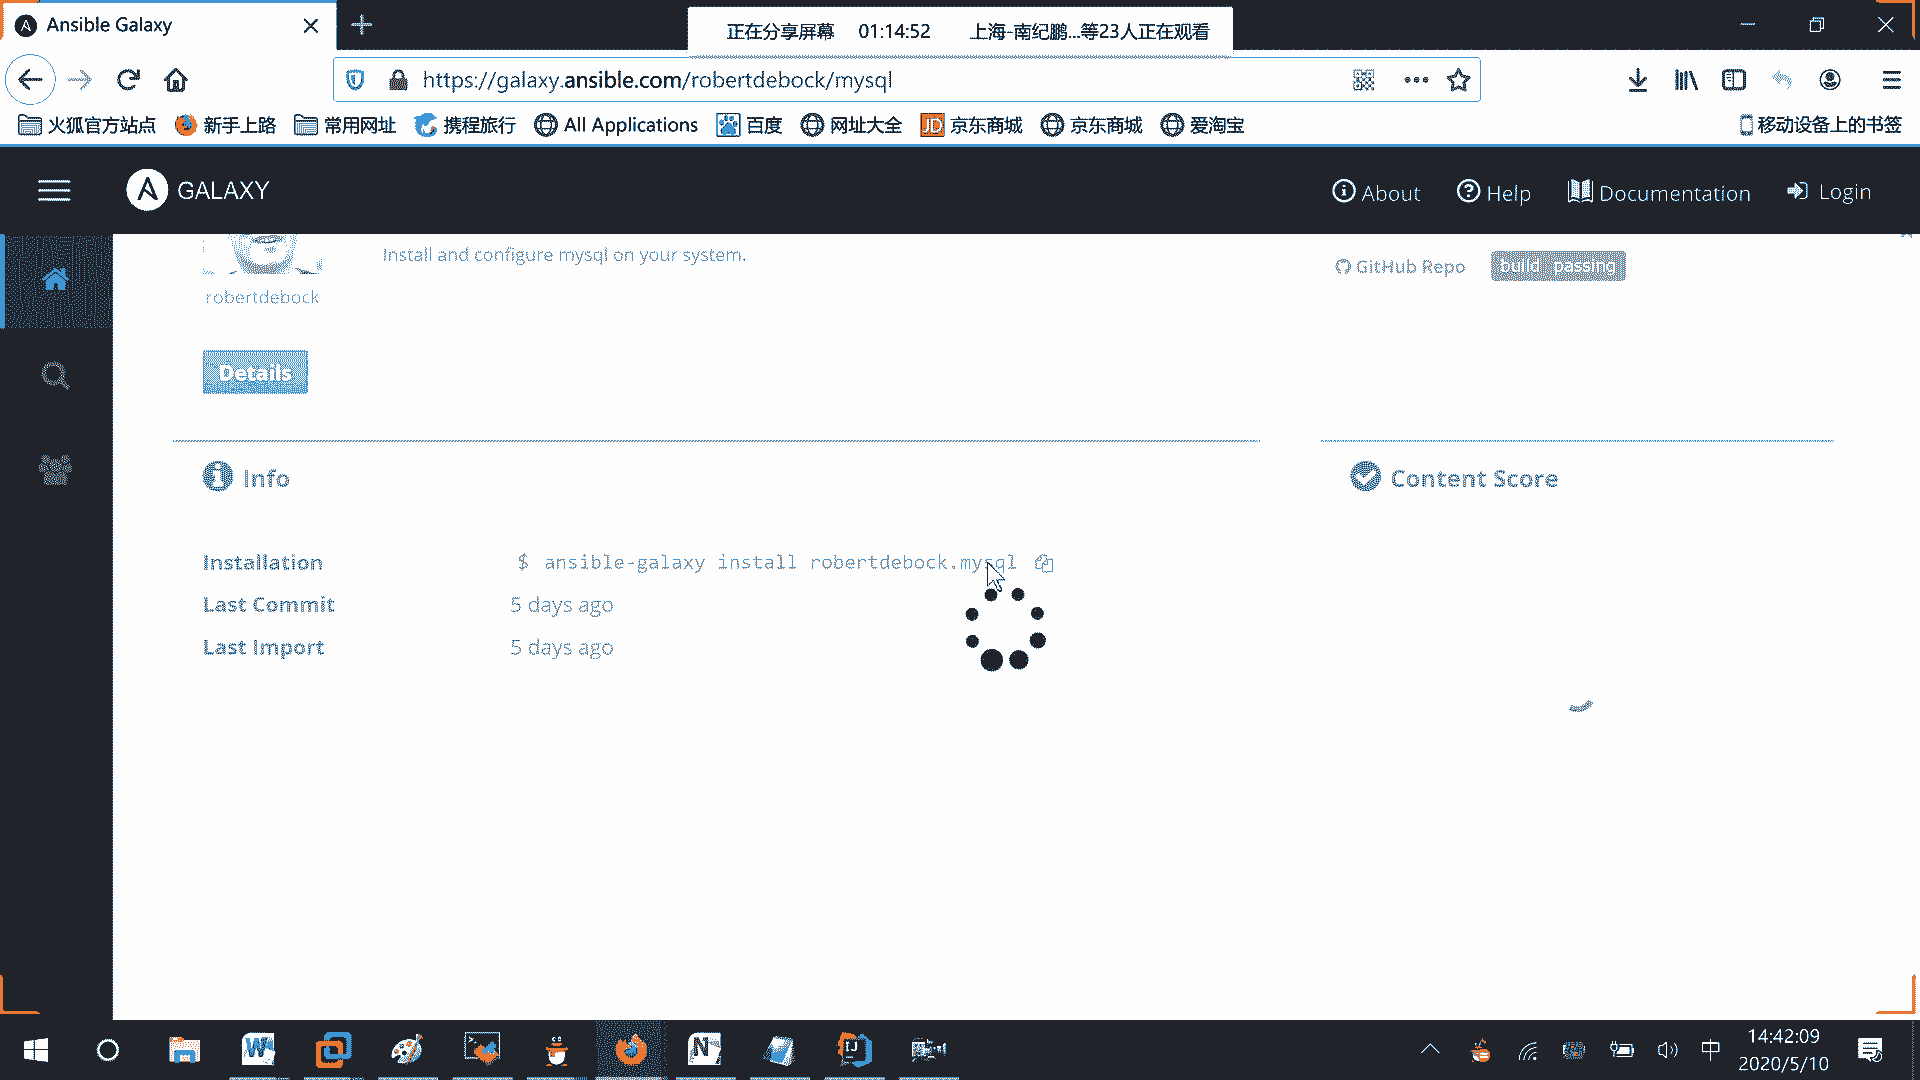 Ansible Galaxy
正在分享屏幕 01:14:52 上海-南纪鹏...等23人正在观看
https://galaxy.ansible.com/robertdebock/mysql
火狐官方站点 新手上路 常用网址 携程旅行 All Applications 百度 网址大全 JD 京东商城 京东商城 爱淘宝 移动设备上的书签
A GALAXY About Help Documentation Login
Install and configure mysql on your system.
GitHub Repo build passing
robertdebock
Details
Info
Content Score
Installation $ ansible-galaxy install robertdebock.mysql
Last Commit 5 days ago
Last Import 5 days ago
中
14:42:09
2020/5/10